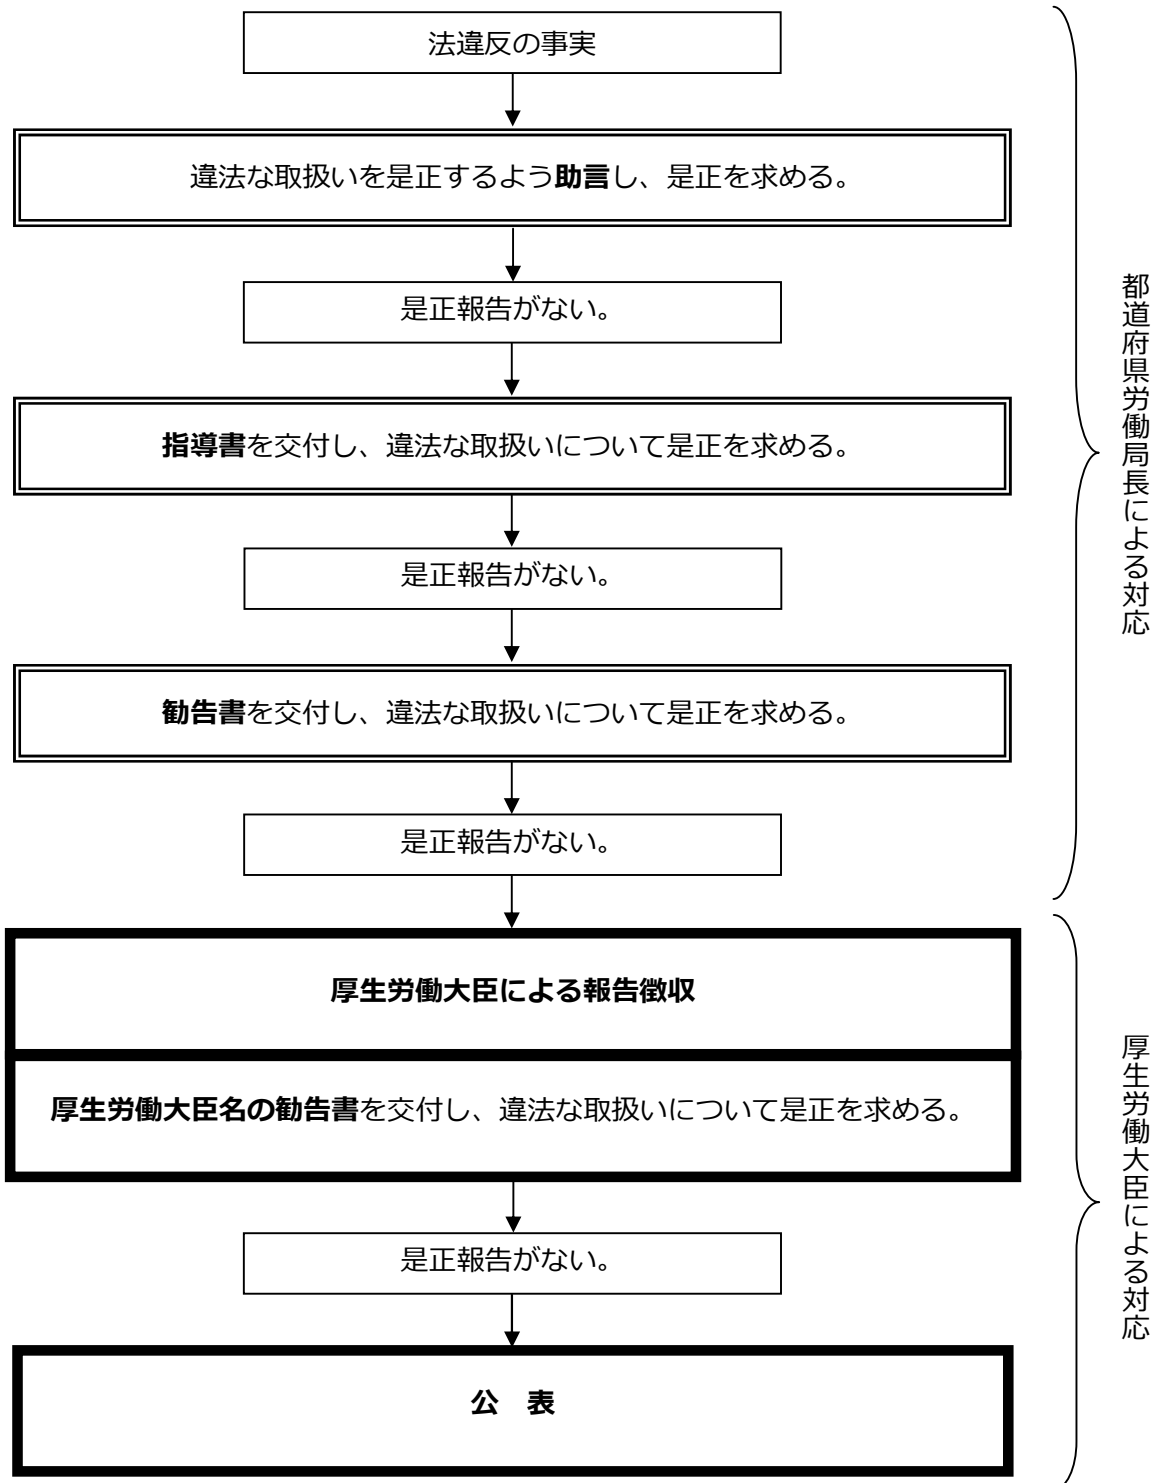 法違反の事実
違法な取扱いを是正するよう助言し、是正を求める。
是正報告がない。
指導書を交付し、違法な取扱いについて是正を求める。
是正報告がない。
勧告書を交付し、違法な取扱いについて是正を求める。
是正報告がない。
都道府県労働局長による対応
厚生労働大臣による報告徴収
厚生労働大臣名の勧告書を交付し、違法な取扱いについて是正を求める。
是正報告がない。
公　表
厚生労働大臣による対応